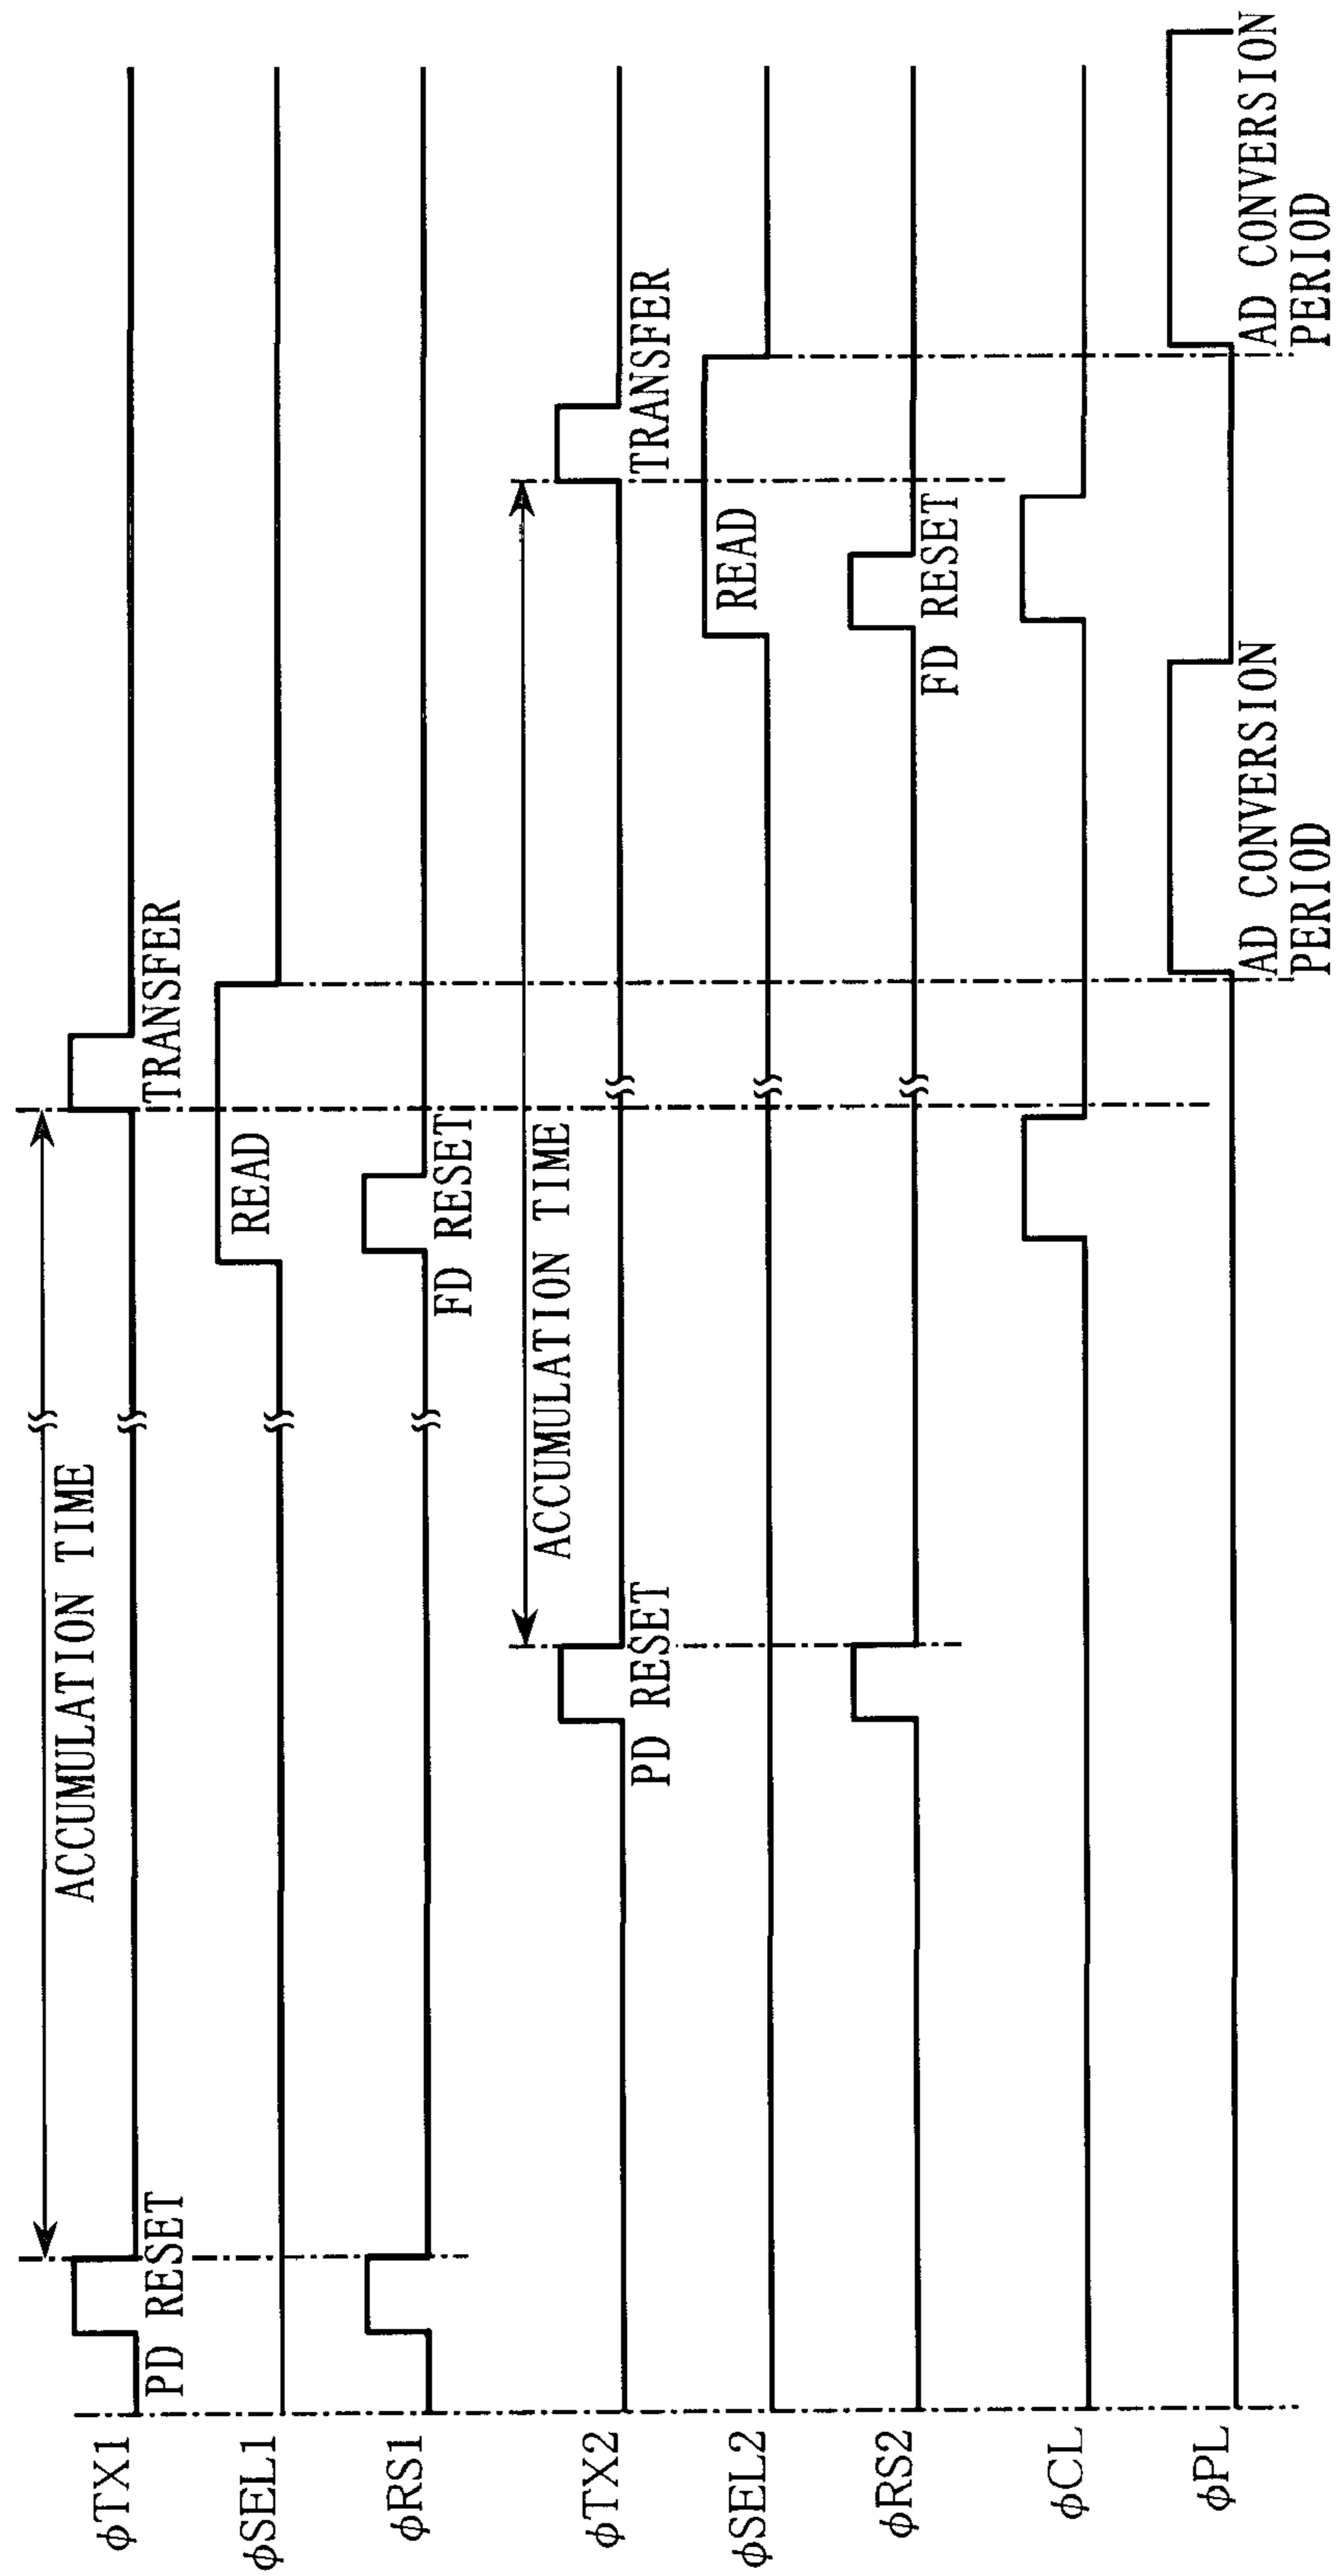 ACCUMULATION TIME
φTX1
PD RESET
TRANSFER
φSEL1
READ
φRS1
FD RESET
ACCUMULATION TIME
φTX2
PD RESET
TRANSFER
φSEL2
READ
φRS2
FD RESET
φCL
φPL
AD CONVERSION
PERIOD
AD CONVERSION
PERIOD